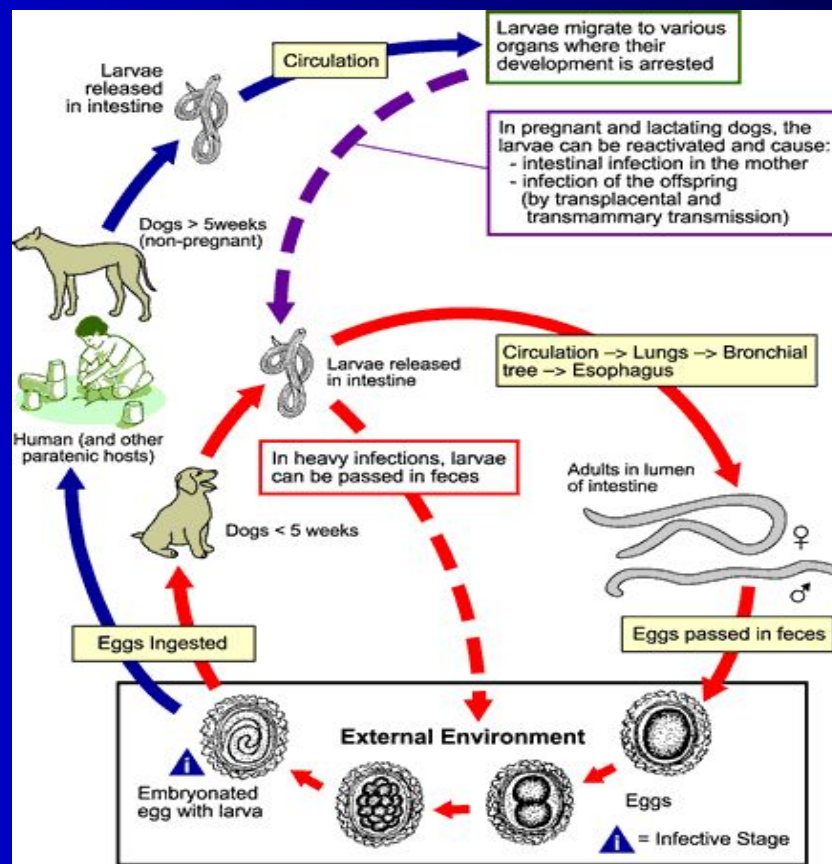 Larvae
released
in intestine
Circulation
Larvae migrate to various
organs where their
development is arrested
In pregnant and lactating dogs, the
larvae can be reactivated and cause:
- intestinal infection in the mother
- infection of the offspring
(by transplacental and
transmammary transmission)
Dogs > 5weeks
(non-pregnant)
Human (and other
paratenic hosts)
Larvae released
in intestine
Circulation –> Lungs –> Bronchial
tree –> Esophagus
In heavy infections, larvae
can be passed in feces
Dogs < 5 weeks
Adults in lumen
of intestine
♀
♂
Eggs Ingested
Eggs passed in feces
External Environment
i
Embryonated
egg with larva
Eggs
i = Infective Stage